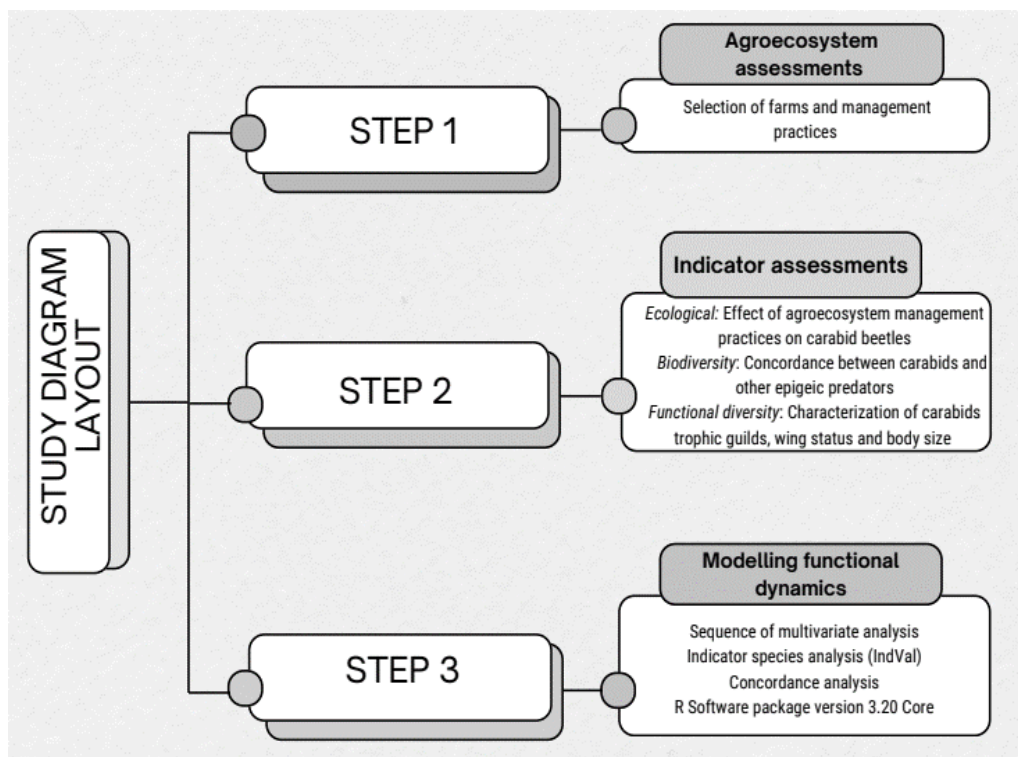 STUDY DIAGRAM
LAYOUT
STEP 1
Agroecosystem
assessments
Selection of farms and management
practices
STEP 2
Indicator assessments
Ecological: Effect of agroecosystem management
practices on carabid beetles
Biodiversity: Concordance between carabids and
other epigeic predators
Functional diversity: Characterization of carabids
trophic guilds, wing status and body size
STEP 3
Modelling functional
dynamics
Sequence of multivariate analysis
Indicator species analysis (IndVal)
Concordance analysis
R Software package version 3.20 Core